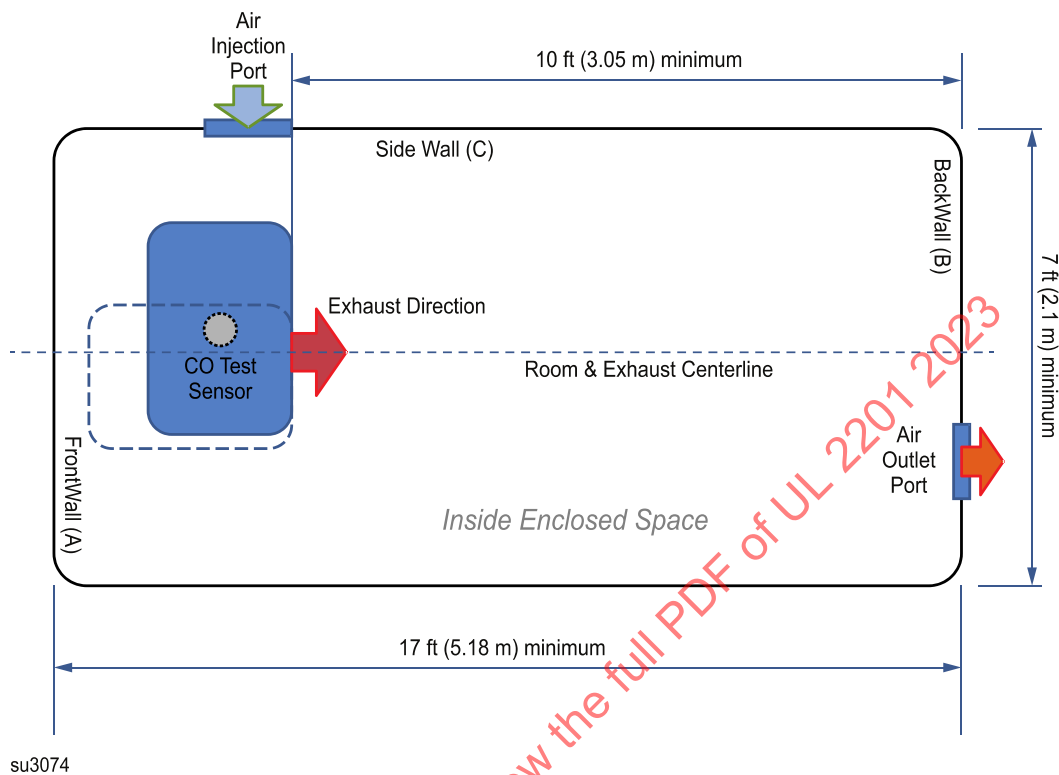 Air
Injection
Port
10 ft (3.05 m) minimum
Side Wall (C)
BackWall (B)
7 ft (2.1 m) minimum
Exhaust Direction
CO Test
Sensor
Room & Exhaust Centerline
FrontWall (A)
Air
Outlet
Port
Inside Enclosed Space
17 ft (5.18 m) minimum
su3074
the full PDF of UL 2201 2023